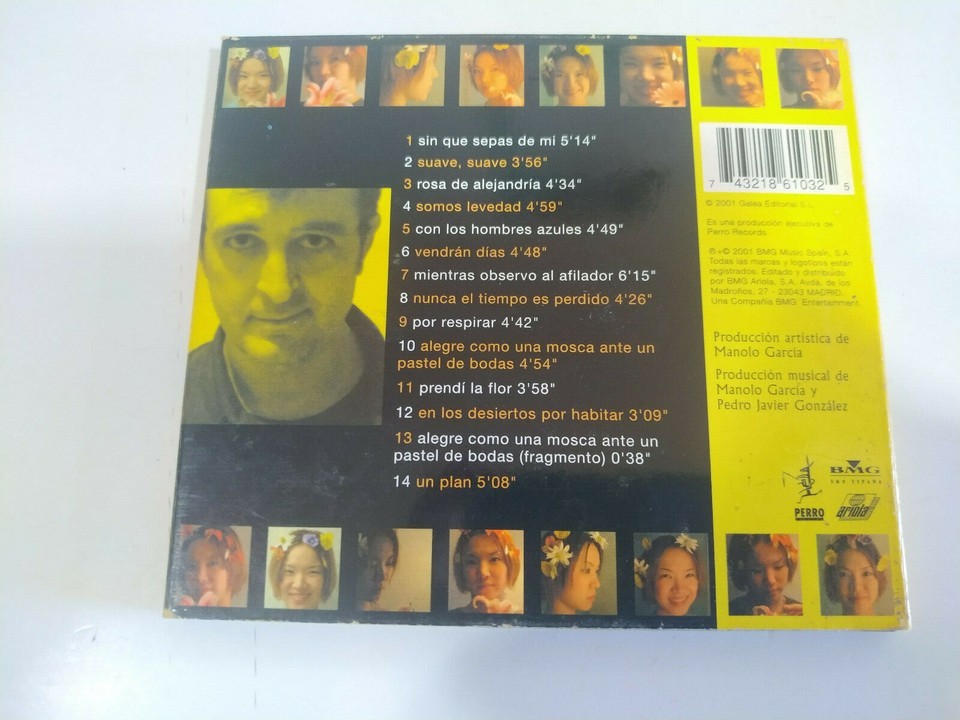 1 sin que sepas de mi 5'14"
2 suave, suave 3'56"
3 rosa de alejandría 4'34"
4 somos levedad 4'59"
5 con los hombres azules 4'49"
6 vendrán días 4'48"
7 mientras observo al afilador 6'15"
8 nunca el tiempo es perdido 4'26"
9 por respirar 4'42"
10 alegre como una mosca ante un
pastel de bodas 4'54"
11 prendí la flor 3'58"
12 en los desiertos por habitar 3'09"
13 alegre como una mosca ante un
pastel de bodas (fragmento) 0'38"
14 un plan 5'08"
7 43218 61032 5
© 2001 Galea Editorial S.L.
Es una producción ejecutiva de
Perro Records
℗+© 2001 BMG Music Spain, S.A.
Todas las marcas y logotipos están
registrados. Editado y distribuido
por BMG Ariola, S.A. Avda. de los
Madroños, 27 - 23043 MADRID.
Una Compañía BMG Entertainment.
Producción artística de
Manolo García
Producción musical de
Manolo García y
Pedro Javier González
PERRO
BMG
ariola